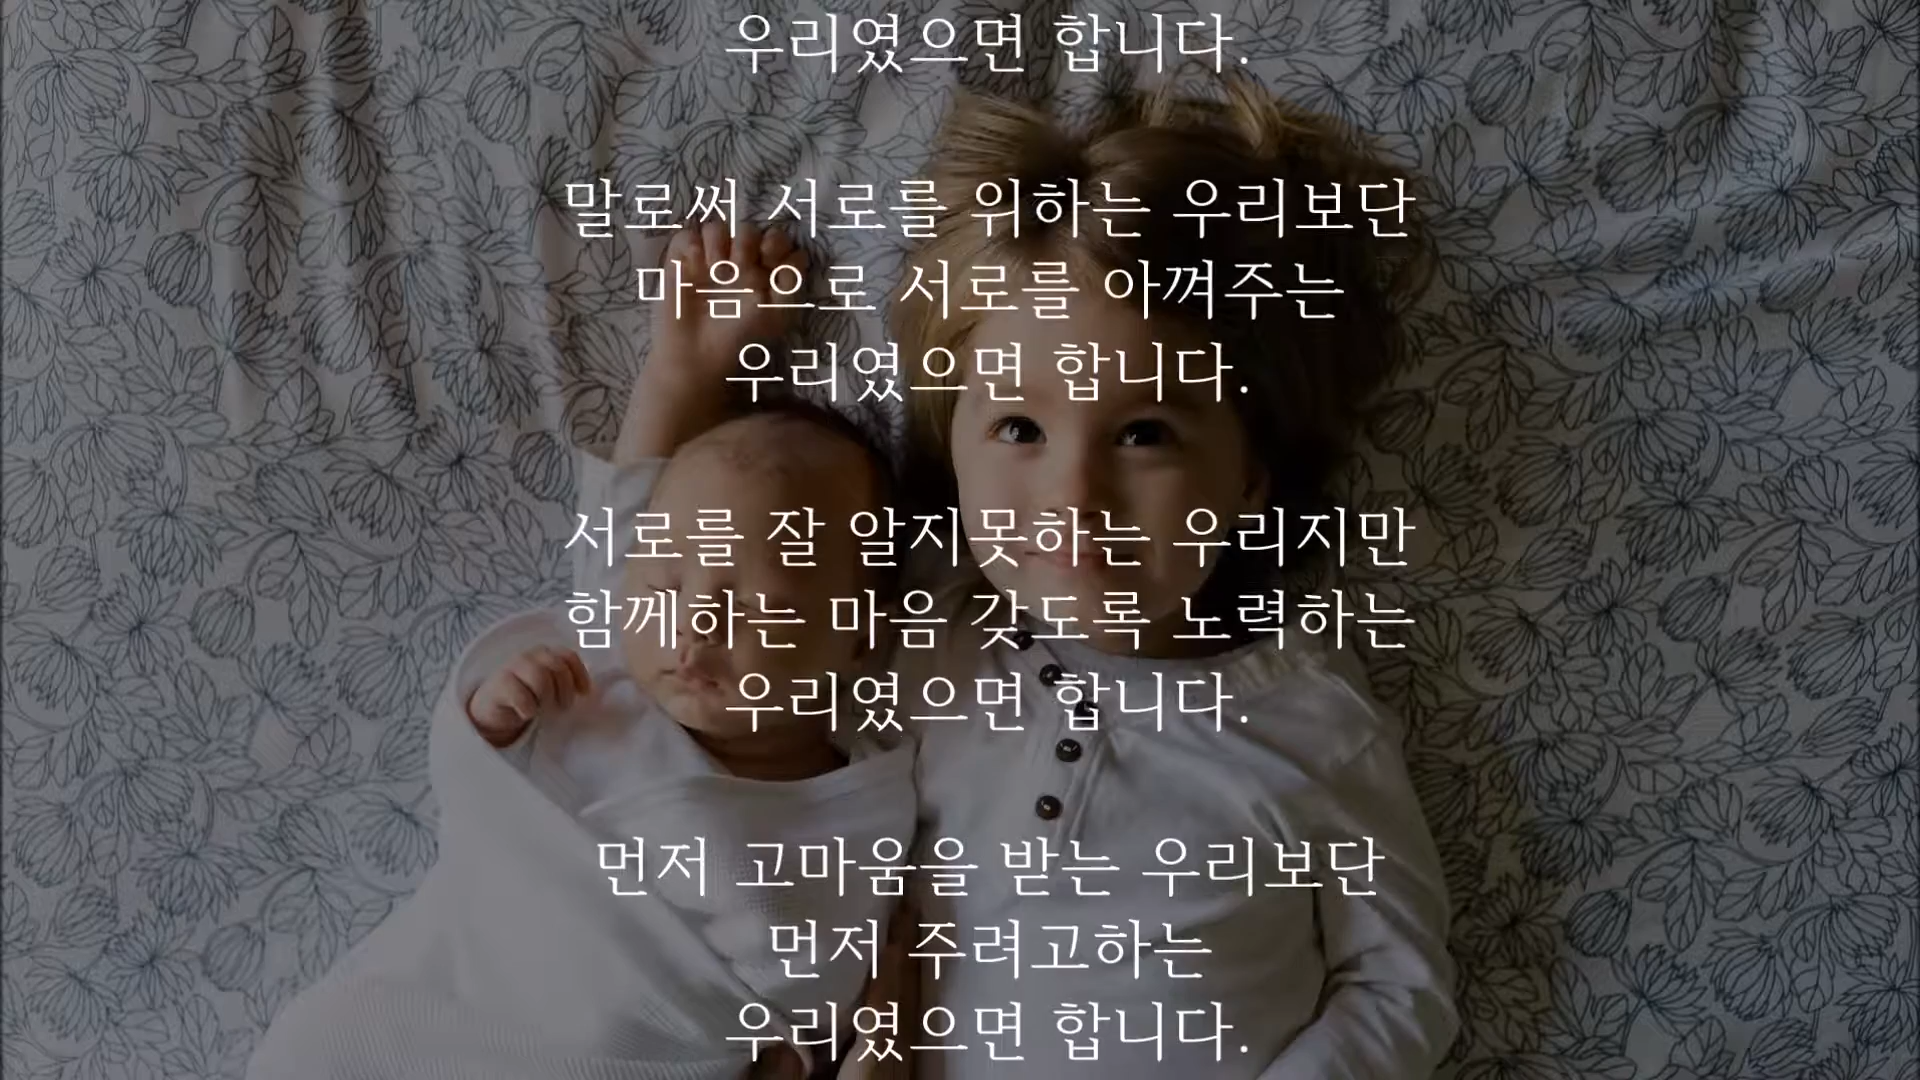 우리였으면 합니다.
말로써 서로를 위하는 우리보단
마음으로 서로를 아껴주는
우리였으면 합니다.
서로를 잘 알지못하는 우리지만
함께하는 마음 갖도록 노력하는
우리였으면 합니다.
먼저 고마움을 받는 우리보단
먼저 주려고하는
우리였으면 합니다.